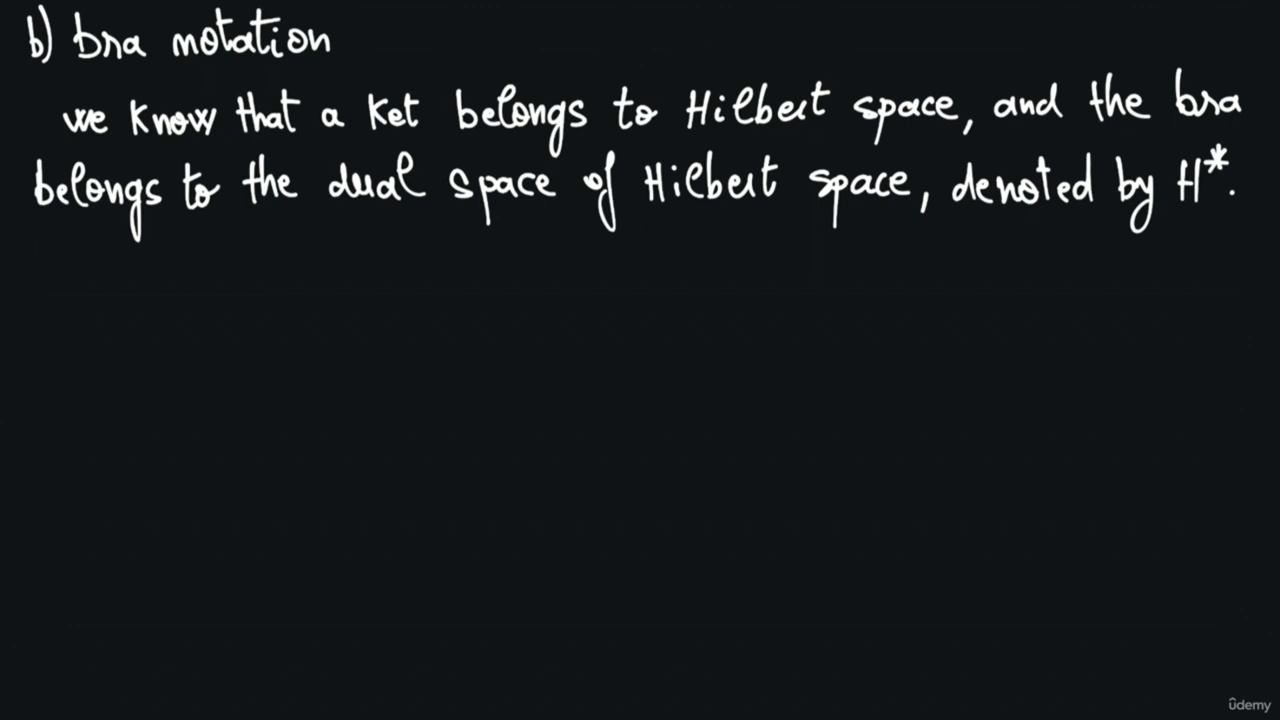 b) bra notation
we know that a ket belongs to Hilbert space, and the bra
belongs to the dual space of Hilbert space, denoted by H*.
ûdemy